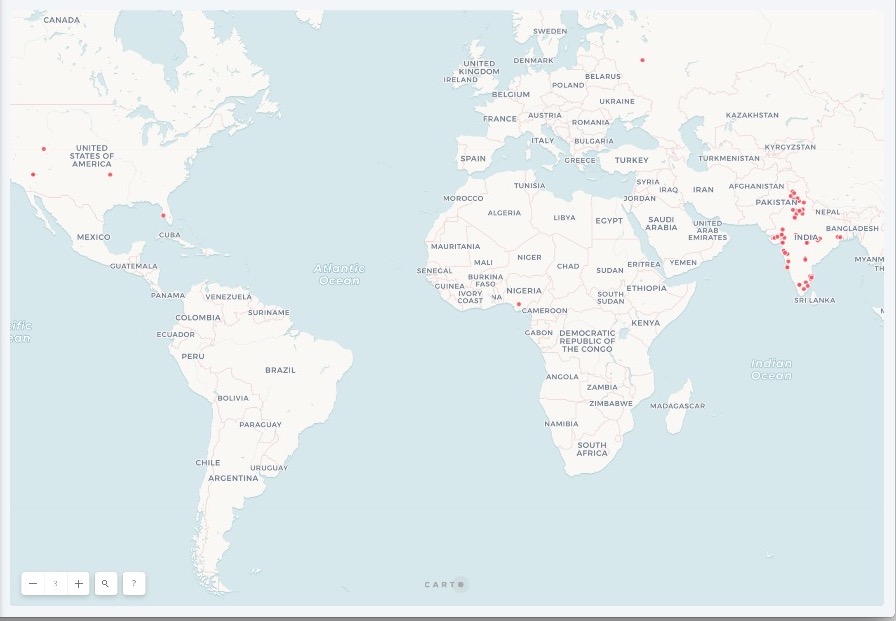 CANADA
SWEDEN
UNITED
KINGDOM
DENMARK
IRELAND
BELARUS
POLAND
BELGIUM
UKRAINE
FRANCE
AUSTRIA
ROMANIA
KAZAKHSTAN
ITALY
BULGARIA
KYRGYZSTAN
UNITED
STATES OF
AMERICA
SPAIN
GREECE
TURKEY
TURKMENISTAN
TUNISIA
SYRIA
IRAQ
IRAN
AFGHANISTAN
MOROCCO
JORDAN
PAKISTAN
ALGERIA
LIBYA
EGYPT
SAUDI
ARABIA
UNITED
ARAB
EMIRATES
NEPAL
BANGLADESH
INDIA
MEXICO
CUBA
MAURITANIA
MALI
NIGER
CHAD
SUDAN
ERITREA
YEMEN
MYANM
TH
GUATEMALA
Atlantic
Ocean
SENEGAL
GUINEA
BURKINA
FASO
IVORY
COAST
NA
NIGERIA
SOUTH
SUDAN
ETHIOPIA
SRI LANKA
PANAMA
VENEZUELA
COLOMBIA
SURINAME
CAMEROON
ECUADOR
GABON
DEMOCRATIC
REPUBLIC OF
THE CONGO
KENYA
cific
ean
PERU
BRAZIL
Indian
Ocean
ANGOLA
ZAMBIA
BOLIVIA
ZIMBABWE
MADAGASCAR
PARAGUAY
NAMIBIA
SOUTH
AFRICA
CHILE
URUGUAY
ARGENTINA
3
?
CARTO